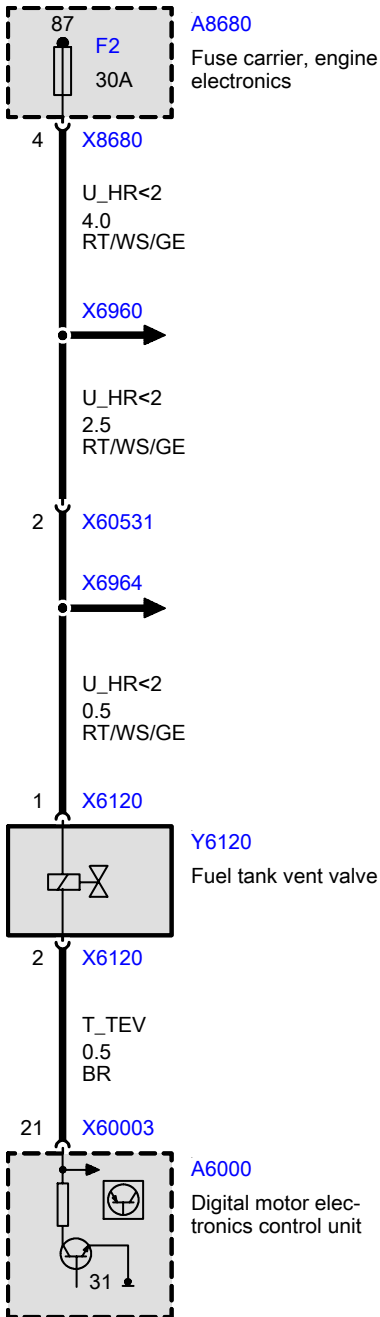 87
F2
30A
A8680
Fuse carrier, engine
electronics
4 X8680
U_HR<2
4.0
RT/WS/GE
X6960
U_HR<2
2.5
RT/WS/GE
2 X60531
X6964
U_HR<2
0.5
RT/WS/GE
1 X6120
Y6120
Fuel tank vent valve
2 X6120
T_TEV
0.5
BR
21 X60003
A6000
Digital motor elec-
tronics control unit
31